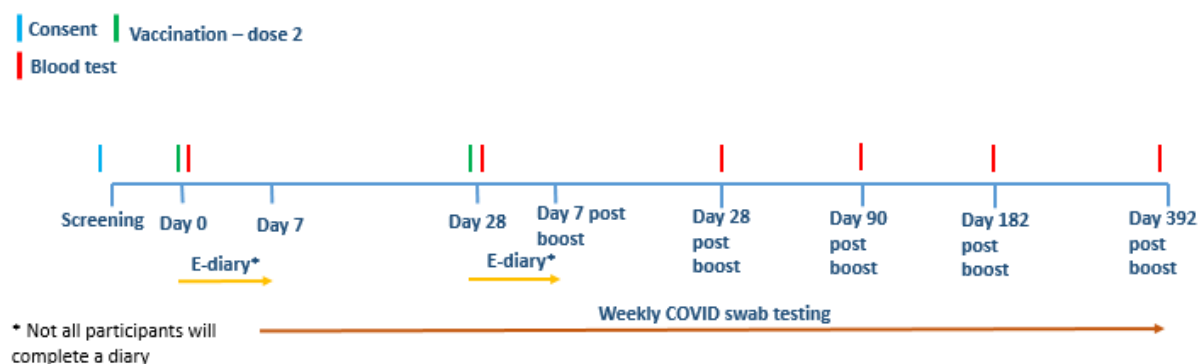 Consent
Vaccination – dose 2
Blood test
Screening
Day 0
Day 7
Day 28
Day 7 post
boost
Day 28
post
boost
Day 90
post
boost
Day 182
post
boost
Day 392
post
boost
E-diary*
E-diary*
Weekly COVID swab testing
* Not all participants will
complete a diary